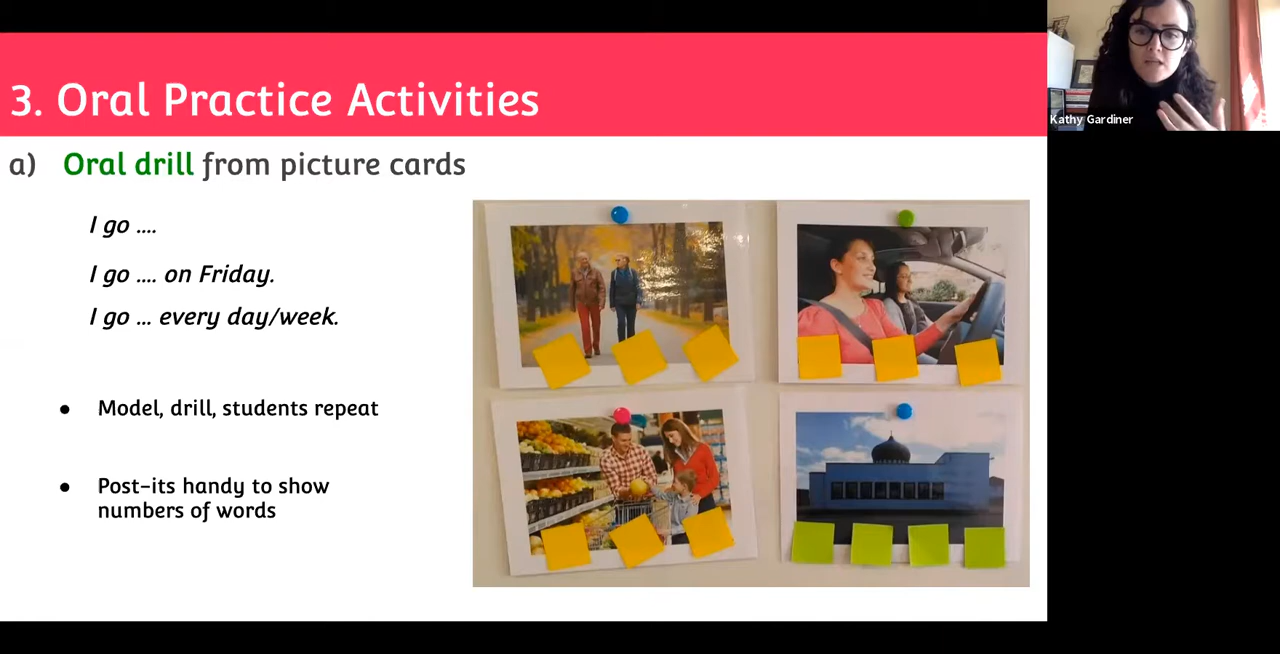 3. Oral Practice Activities
Kathy Gardiner
a) Oral drill from picture cards
I go ....
I go .... on Friday.
I go ... every day/week.
● Model, drill, students repeat
● Post-its handy to show
numbers of words